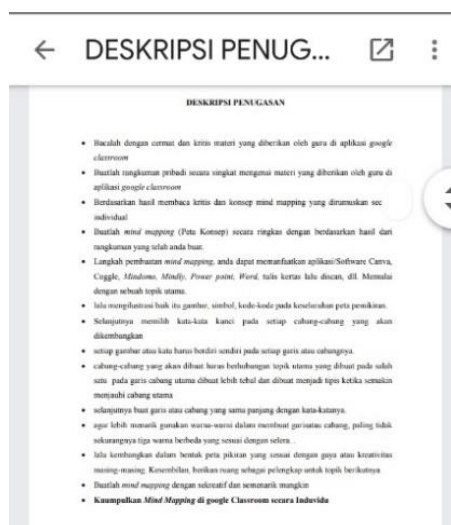 DESKRIPSI PENUG...
DESKRIPSI PENUGASAN
• Bacalah dengan cermat dan kritis materi yang diberikan oleh guru di aplikasi google
classroom
• Buatlah rangkuman pribadi secara singkat mengenai materi yang diberikan oleh guru di
aplikasi google classroom
• Berdasarkan hasil membaca kritis dan konsep mind mapping yang dirumuskan sec
individual
• Buatlah mind mapping (Peta Konsep) secara ringkas dengan berdasarkan hasil dari
rangkuman yang telah anda buat.
• Langkah pembuatan mind mapping, anda dapat memanfaatkan aplikasi/Software Canva,
Coggle, Mindomo, Mindly, Power point, Word, tulis kertas lalu discan, dll. Memulai
dengan sebuah topik utama.
• lalu mengilustrasi baik itu gambar, simbol, kode-kode pada keseluruhan peta pemikiran.
• Selanjutnya memilih kata-kata kunci pada setiap cabang-cabang yang akan
dikembangkan
• setiap gambar atau kata harus berdiri sendiri pada setiap garis atau cabangnya.
• cabang-cabang yang akan dibuat harus berhubungan topik utama yang dibuat pada salah
satu pada garis cabang utama dibuat lebih tebal dan dibuat menjadi tipes ketika semakin
menjauhi cabang utama
• selanjutnya buat garis atau cabang yang sama panjang dengan kata-katanya.
• agar lebih menarik gunakan warna-warni dalam membuat garisatau cabang, paling tidak
sekurangnya tiga warna berbeda yang sesuai dengan selera. .
• lalu kembangkan dalam bentuk peta pikiran yang sesuai dengan gaya atau kreativitas
masing-masing. Kesembilan, berikan ruang sebagai pelengkap untuk topik berikutnya.
• Buatlah mind mapping dengan sekreatif dan semenarik mungkin
• Kuumpulkan Mind Mapping di google Classroom secara Induvidu